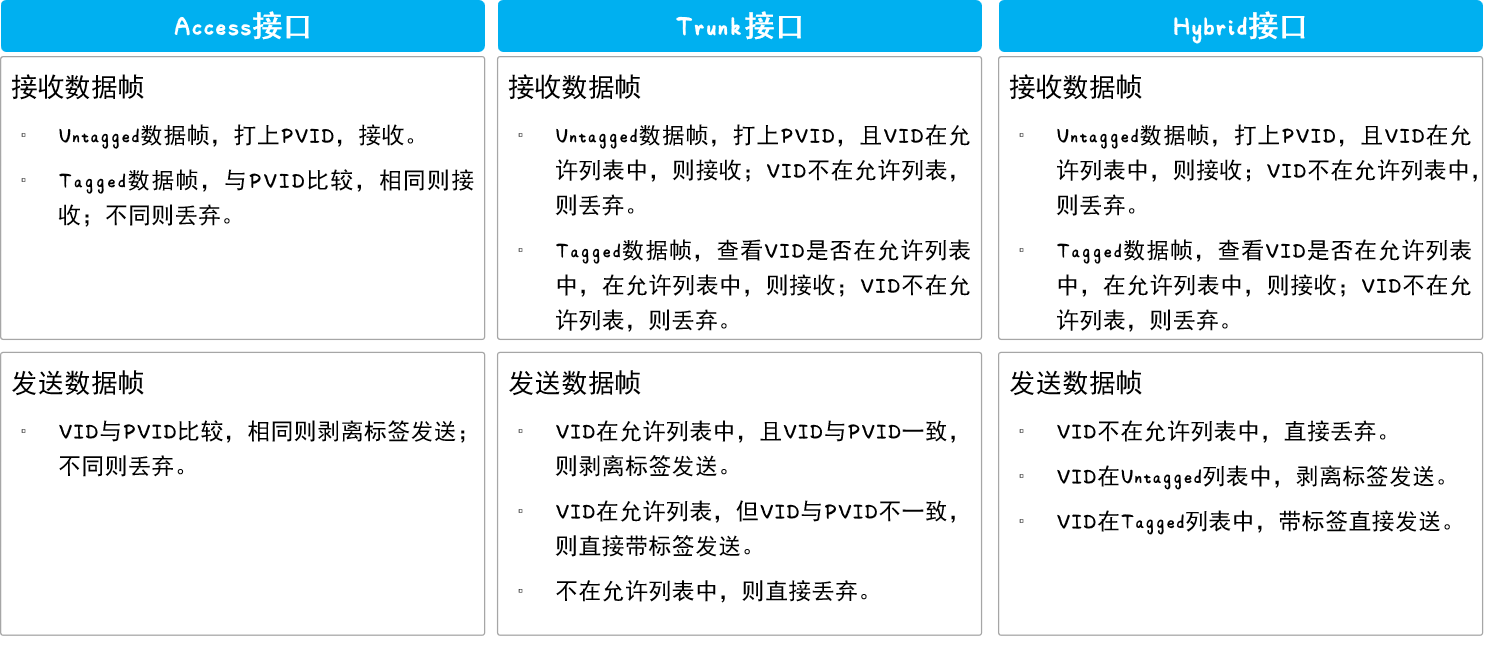 Access接口
接收数据帧
▫ Untagged数据帧，打上PVID，接收。
▫ Tagged数据帧，与PVID比较，相同则接
收；不同则丢弃。
发送数据帧
▫ VID与PVID比较，相同则剥离标签发送；
不同则丢弃。
Trunk接口
接收数据帧
▫ Untagged数据帧，打上PVID，且VID在允
许列表中，则接收；VID不在允许列表，
则丢弃。
▫ Tagged数据帧，查看VID是否在允许列表
中，在允许列表中，则接收；VID不在允
许列表，则丢弃。
发送数据帧
▫ VID在允许列表中，且VID与PVID一致，
则剥离标签发送。
▫ VID在允许列表，但VID与PVID不一致，
则直接带标签发送。
▫ 不在允许列表中，则直接丢弃。
Hybrid接口
接收数据帧
▫ Untagged数据帧，打上PVID，且VID在允
许列表中，则接收；VID不在允许列表中，
则丢弃。
▫ Tagged数据帧，查看VID是否在允许列表
中，在允许列表中，则接收；VID不在允
许列表，则丢弃。
发送数据帧
▫ VID不在允许列表中，直接丢弃。
▫ VID在Untagged列表中，剥离标签发送。
▫ VID在Tagged列表中，带标签直接发送。